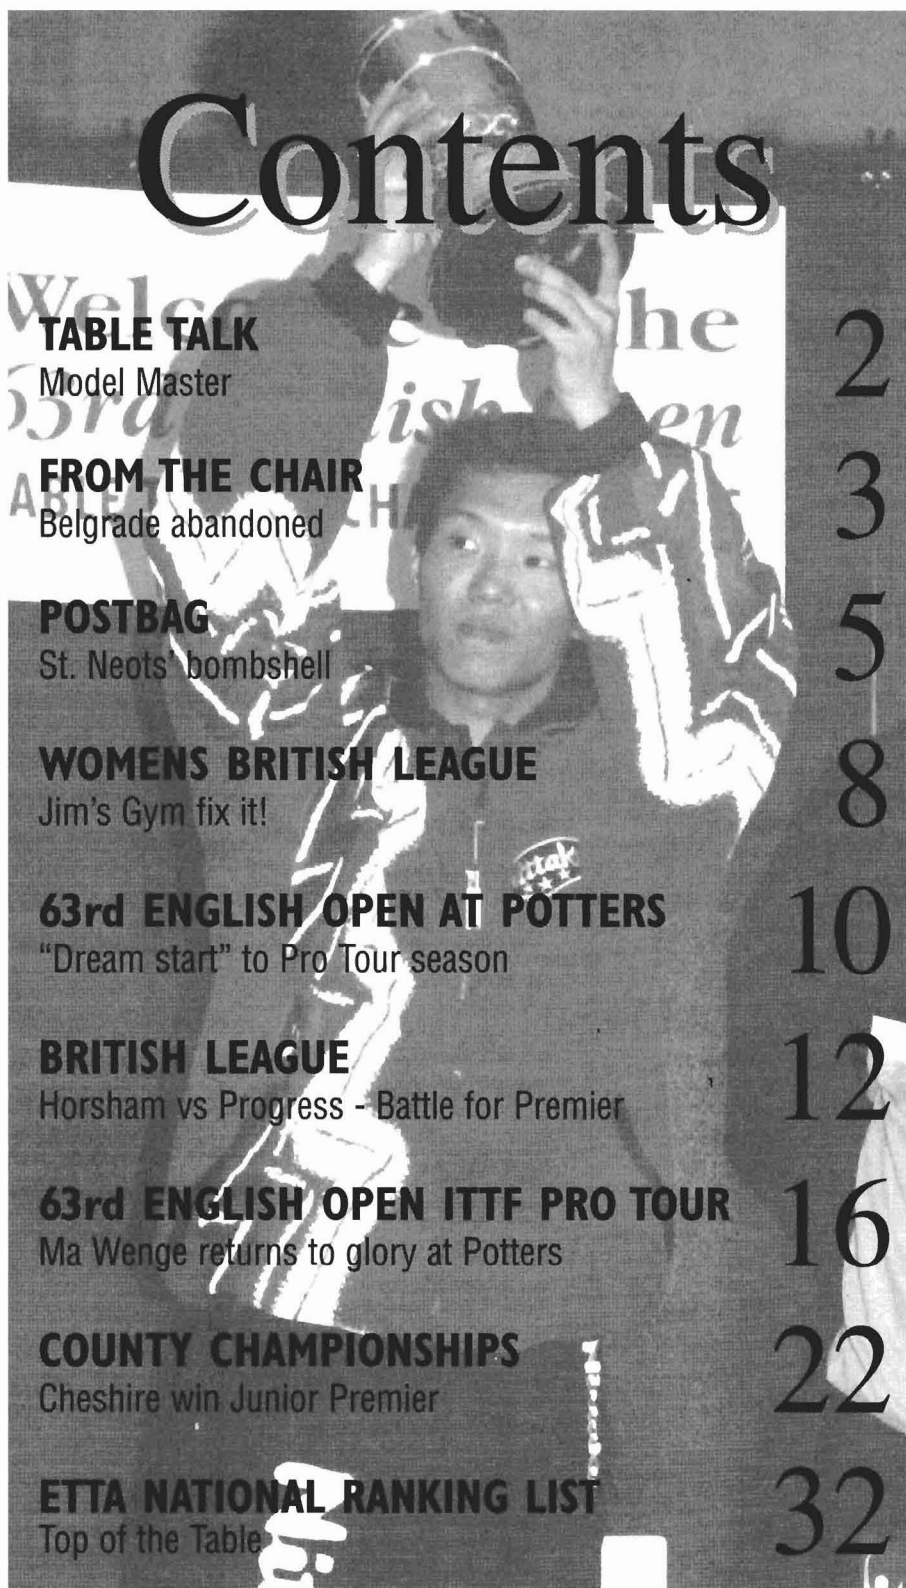 Contents
TABLE TALK 2
Model Master
FROM THE CHAIR 3
Belgrade abandoned
POSTBAG 5
St. Neots' bombshell
WOMENS BRITISH LEAGUE 8
Jim's Gym fix it!
63rd ENGLISH OPEN AT POTTERS 10
“Dream start” to Pro Tour season
BRITISH LEAGUE 12
Horsham vs Progress - Battle for Premier
63rd ENGLISH OPEN ITTF PRO TOUR 16
Ma Wenge returns to glory at Potters
COUNTY CHAMPIONSHIPS 22
Cheshire win Junior Premier
ETTA NATIONAL RANKING LIST 32
Top of the Table